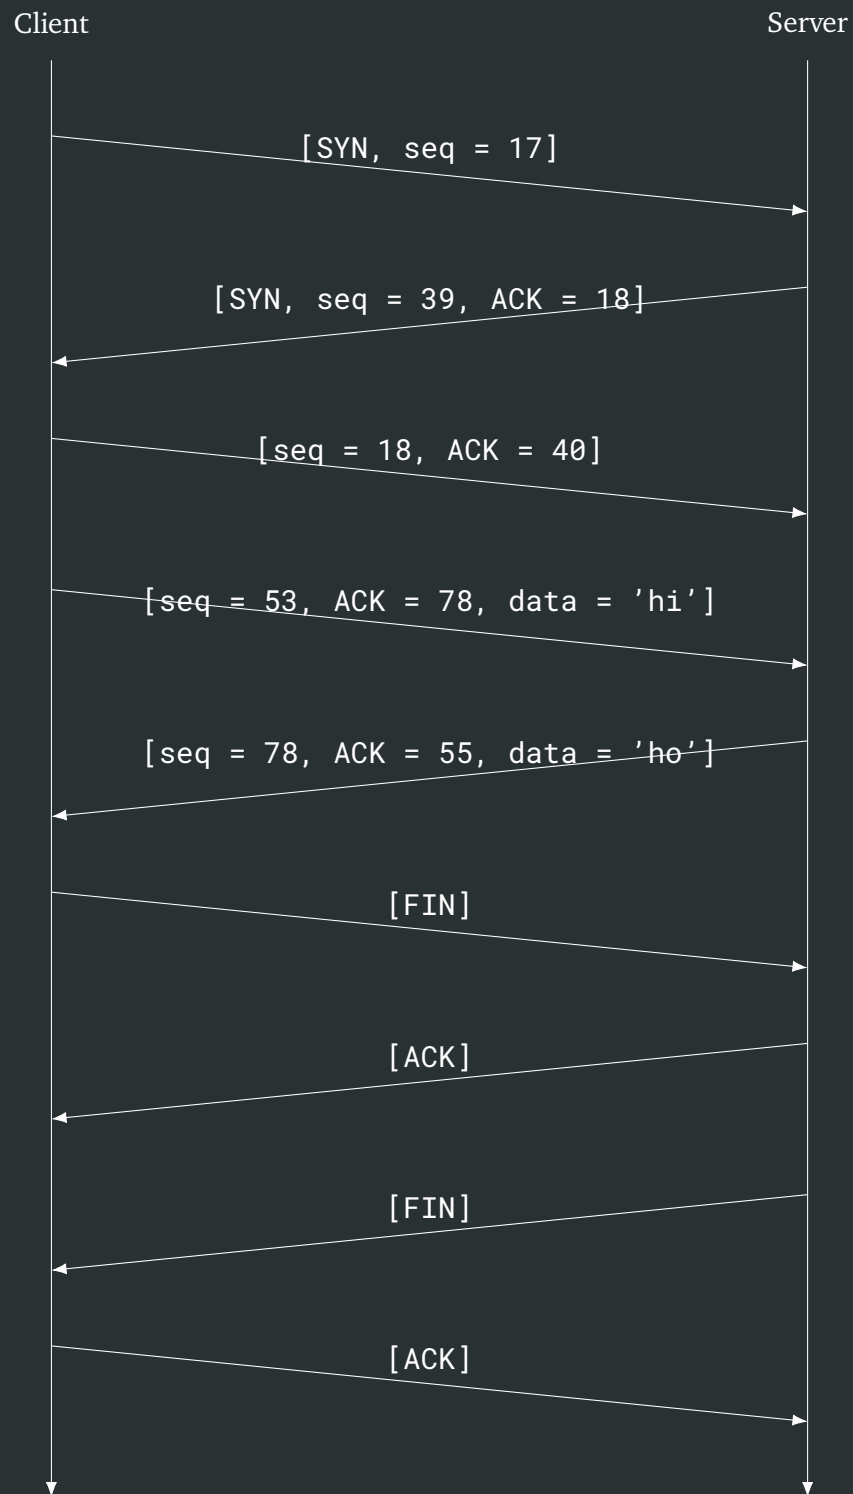 Client Server
[SYN, seq = 17]
[SYN, seq = 39, ACK = 18]
[seq = 18, ACK = 40]
[seq = 53, ACK = 78, data = ’hi’]
[seq = 78, ACK = 55, data = ’ho’]
[FIN]
[ACK]
[FIN]
[ACK]